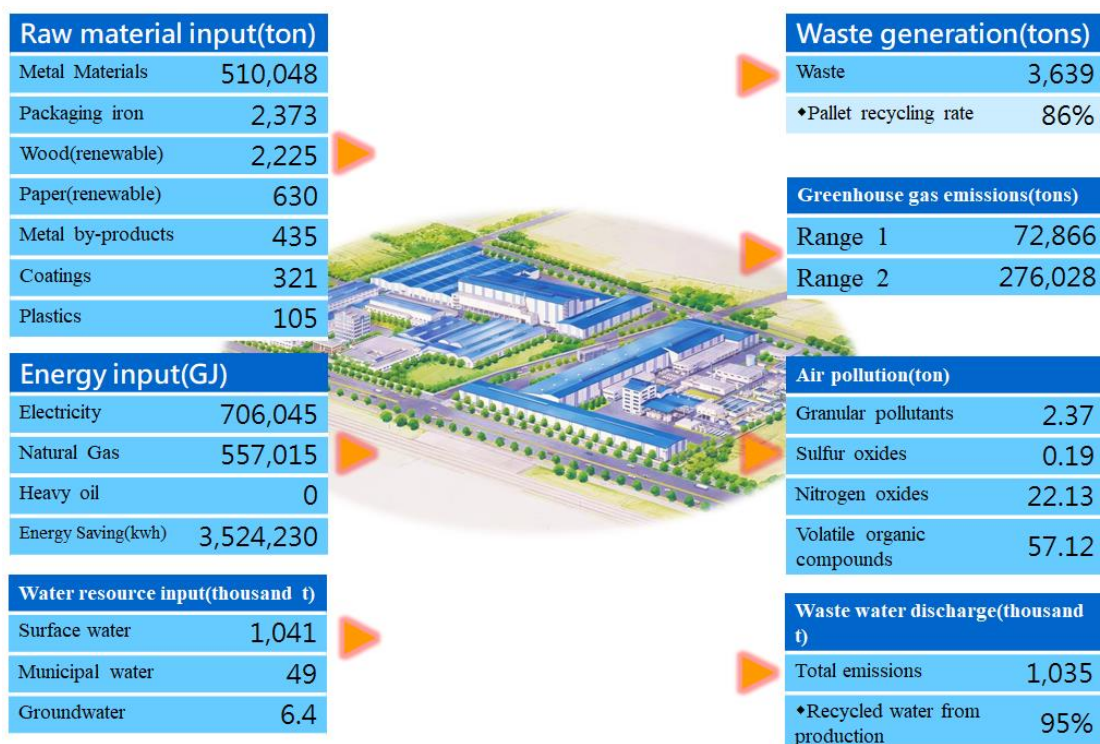 Raw material input(ton)
Metal Materials 510,048
Packaging iron 2,373
Wood(renewable) 2,225
Paper(renewable) 630
Metal by-products 435
Coatings 321
Plastics 105
Energy input(GJ)
Electricity 706,045
Natural Gas 557,015
Heavy oil 0
Energy Saving(kwh) 3,524,230
Water resource input(thousand t)
Surface water 1,041
Municipal water 49
Groundwater 6.4
Waste generation(tons)
Waste 3,639
◆Pallet recycling rate 86%
Greenhouse gas emissions(tons)
Range 1 72,866
Range 2 276,028
Air pollution(ton)
Granular pollutants 2.37
Sulfur oxides 0.19
Nitrogen oxides 22.13
Volatile organic
compounds 57.12
Waste water discharge(thousand
t)
Total emissions 1,035
◆Recycled water from
production 95%